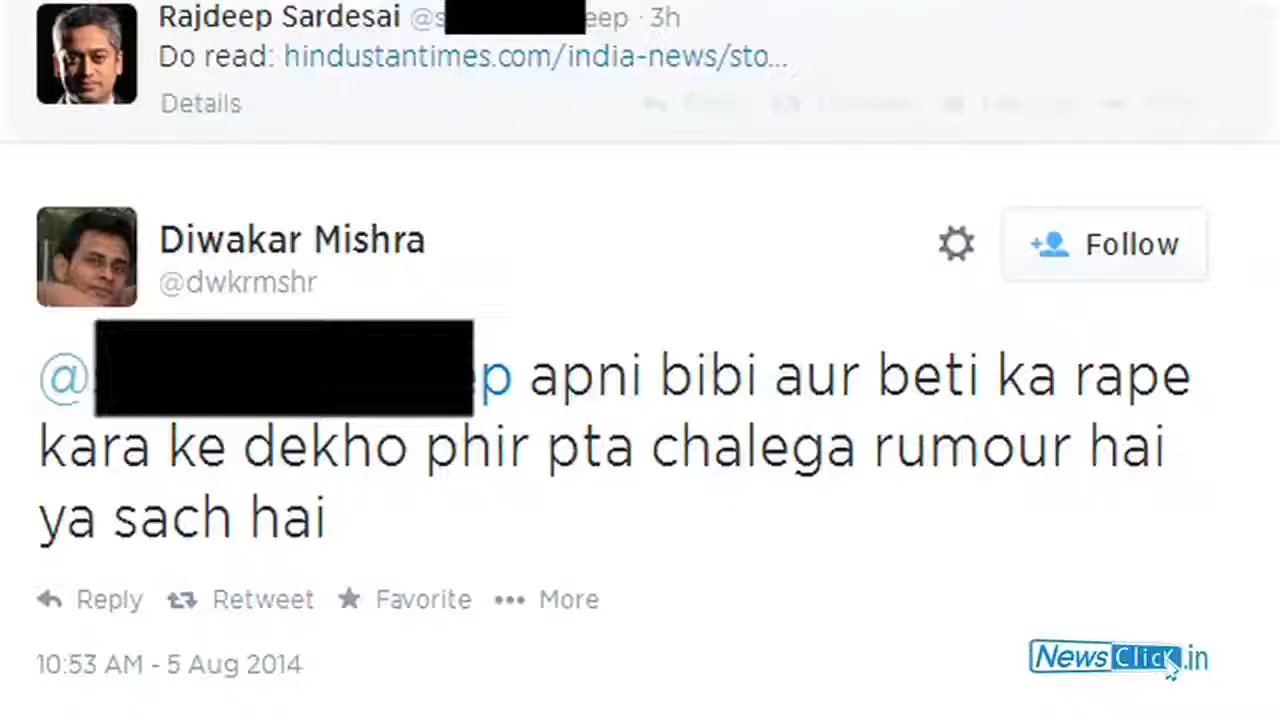 Rajdeep Sardesai @s eep · 3h
Do read: hindustantimes.com/india-news/sto...
Details
Diwakar Mishra
@dwkrmshr
Follow
@ p apni bibi aur beti ka rape
kara ke dekho phir pta chalega rumour hai
ya sach hai
Reply Retweet Favorite More
10:53 AM - 5 Aug 2014
NewsClick.in